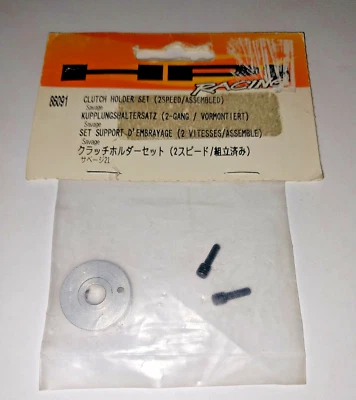 RACING
86091
CLUTCH HOLDER SET (2SPEED/ASSEMBLED)
Savage
KUPPLUNGSHALTERSATZ (2-GANG / VORMONTIERT)
Savage
SET SUPPORT D'EMBRAYAGE (2 VITESSES/ASSEMBLE)
Savage
クラッチホルダーセット (2スピード/組立済み)
サベージ21